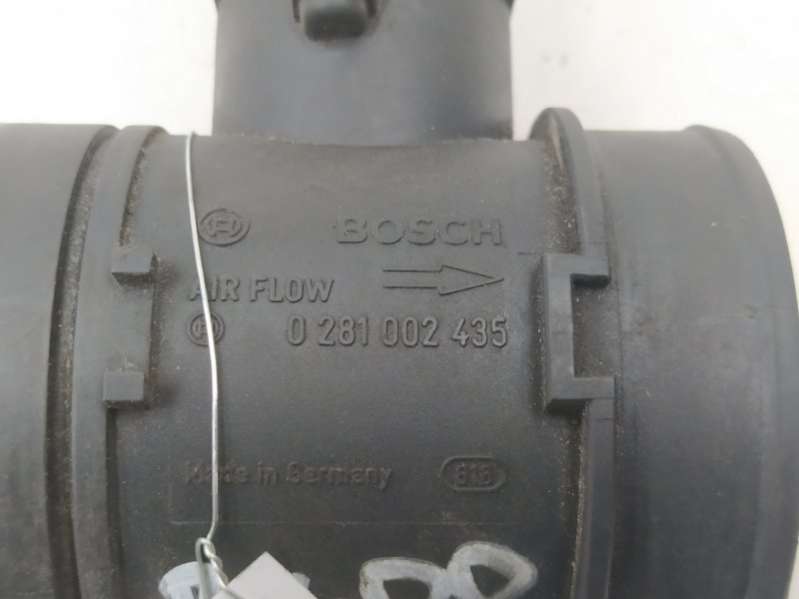 BOSCH
AIR FLOW
0 281 002 435
Made in Germany